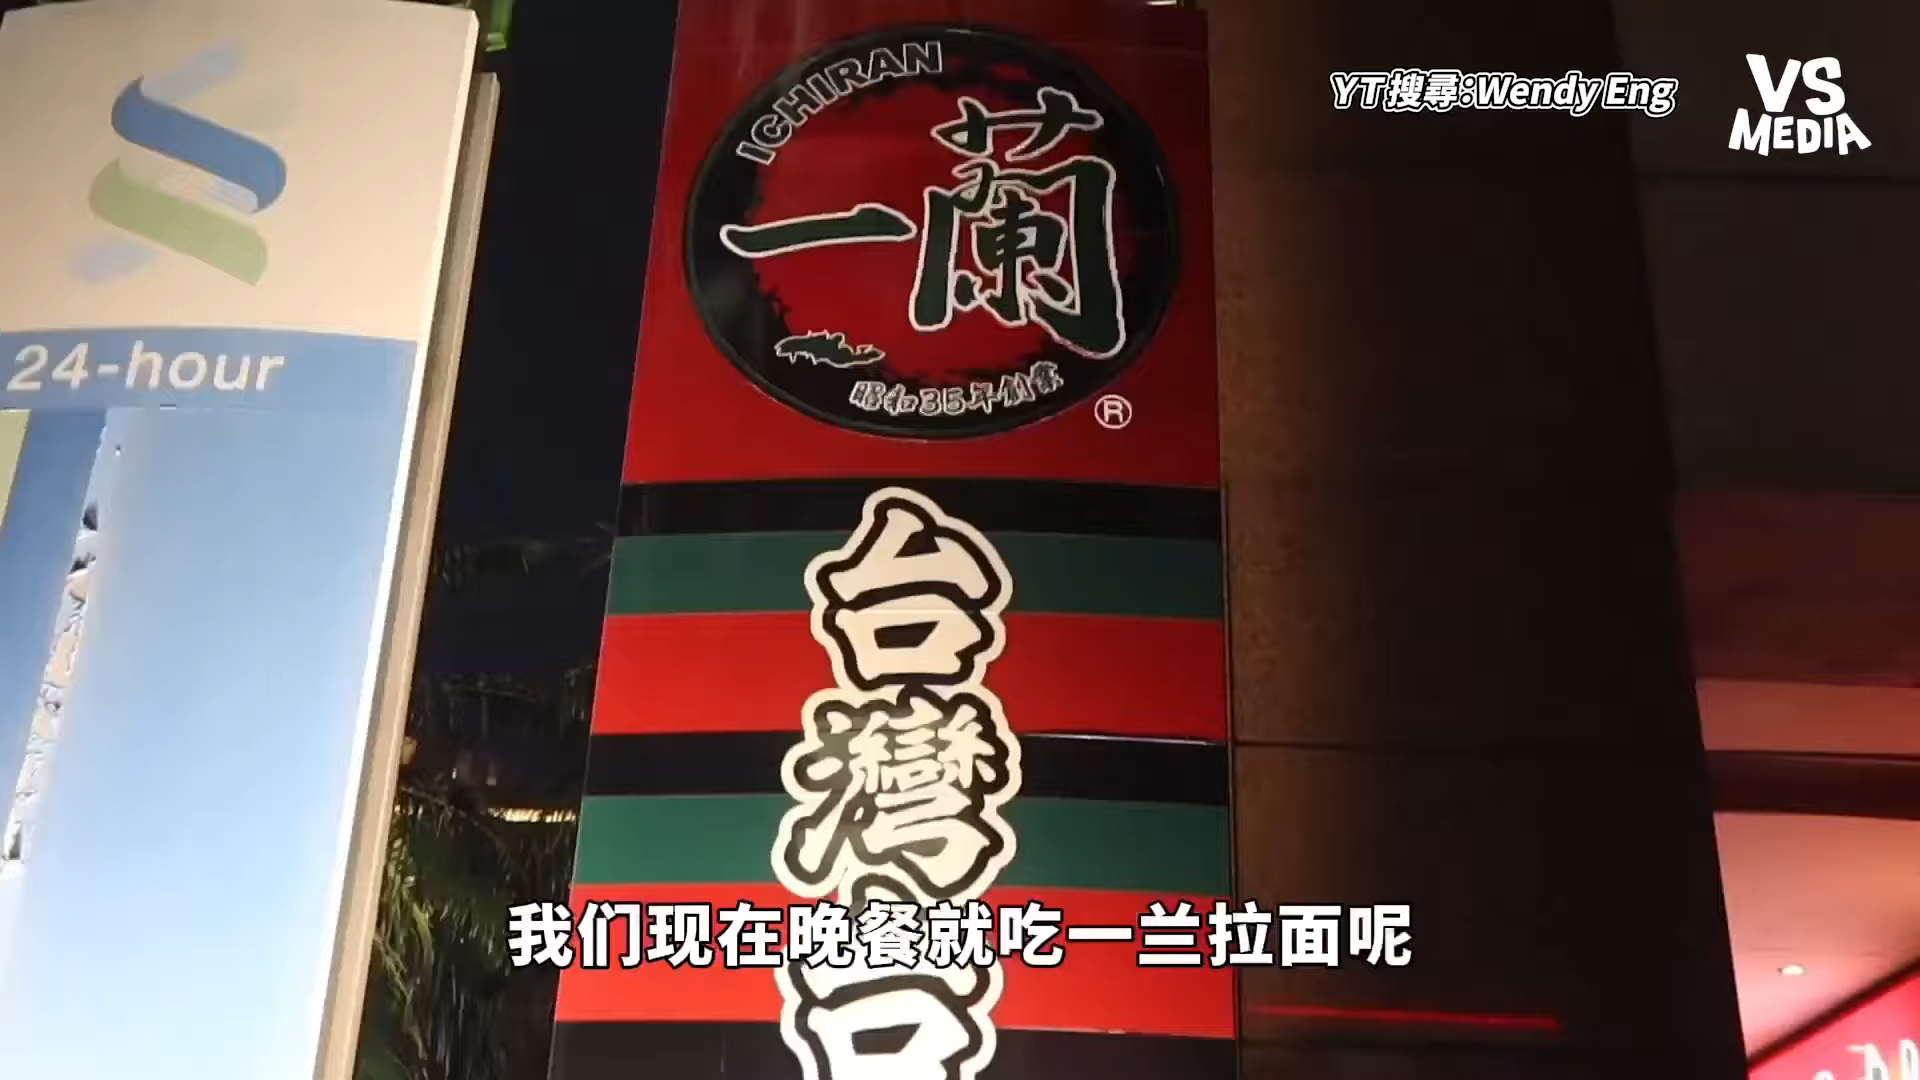 YT搜尋:Wendy Eng
VS
MEDIA
24-hour
ICHIRAN
一蘭
昭和35年創業
®
台灣台
我们现在晚餐就吃一兰拉面呢